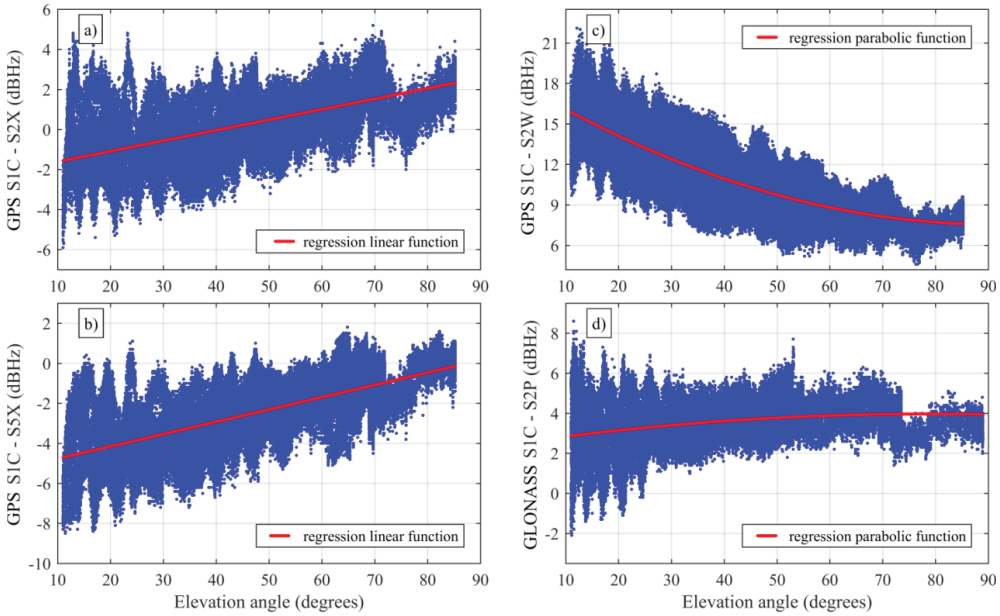 a)
GPS S1C - S2X (dBHz)
6
4
2
0
-2
-4
-6
regression linear function
10 20 30 40 50 60 70 80 90
c)
regression parabolic function
GPS S1C - S2W (dBHz)
21
18
15
12
9
6
10 20 30 40 50 60 70 80 90
b)
GPS S1C - S5X (dBHz)
2
0
-2
-4
-6
-8
-10
regression linear function
10 20 30 40 50 60 70 80 90
Elevation angle (degrees)
d)
GLONASS S1C - S2P (dBHz)
8
6
4
2
0
-2
regression parabolic function
10 20 30 40 50 60 70 80 90
Elevation angle (degrees)